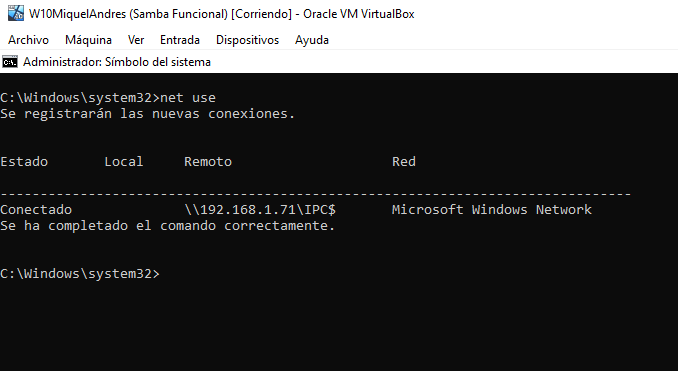 W10MiquelAndres (Samba Funcional) [Corriendo] - Oracle VM VirtualBox
Archivo Máquina Ver Entrada Dispositivos Ayuda
Administrador: Símbolo del sistema
C:\Windows\system32>net use
Se registrarán las nuevas conexiones.
Estado Local Remoto Red
-------------------------------------------------------------------------------
Conectado \\192.168.1.71\IPC$ Microsoft Windows Network
Se ha completado el comando correctamente.
C:\Windows\system32>